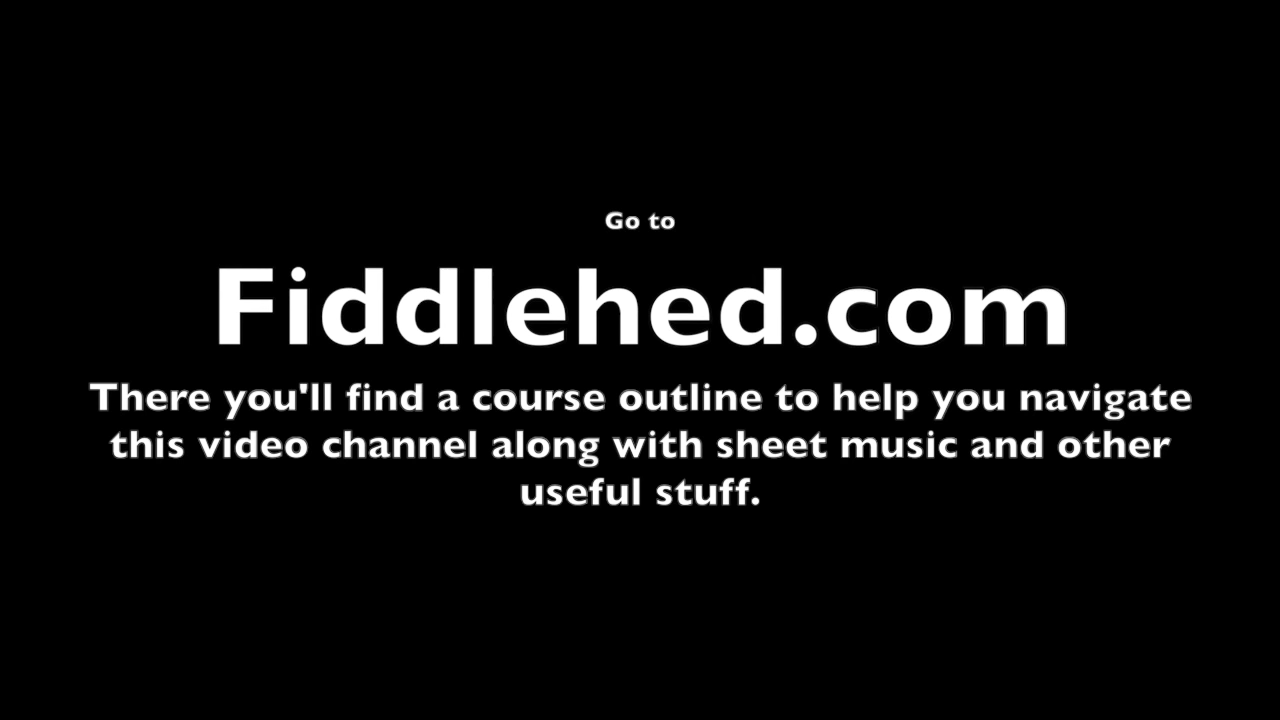 Go to
Fiddlehed.com
There you'll find a course outline to help you navigate
this video channel along with sheet music and other
useful stuff.